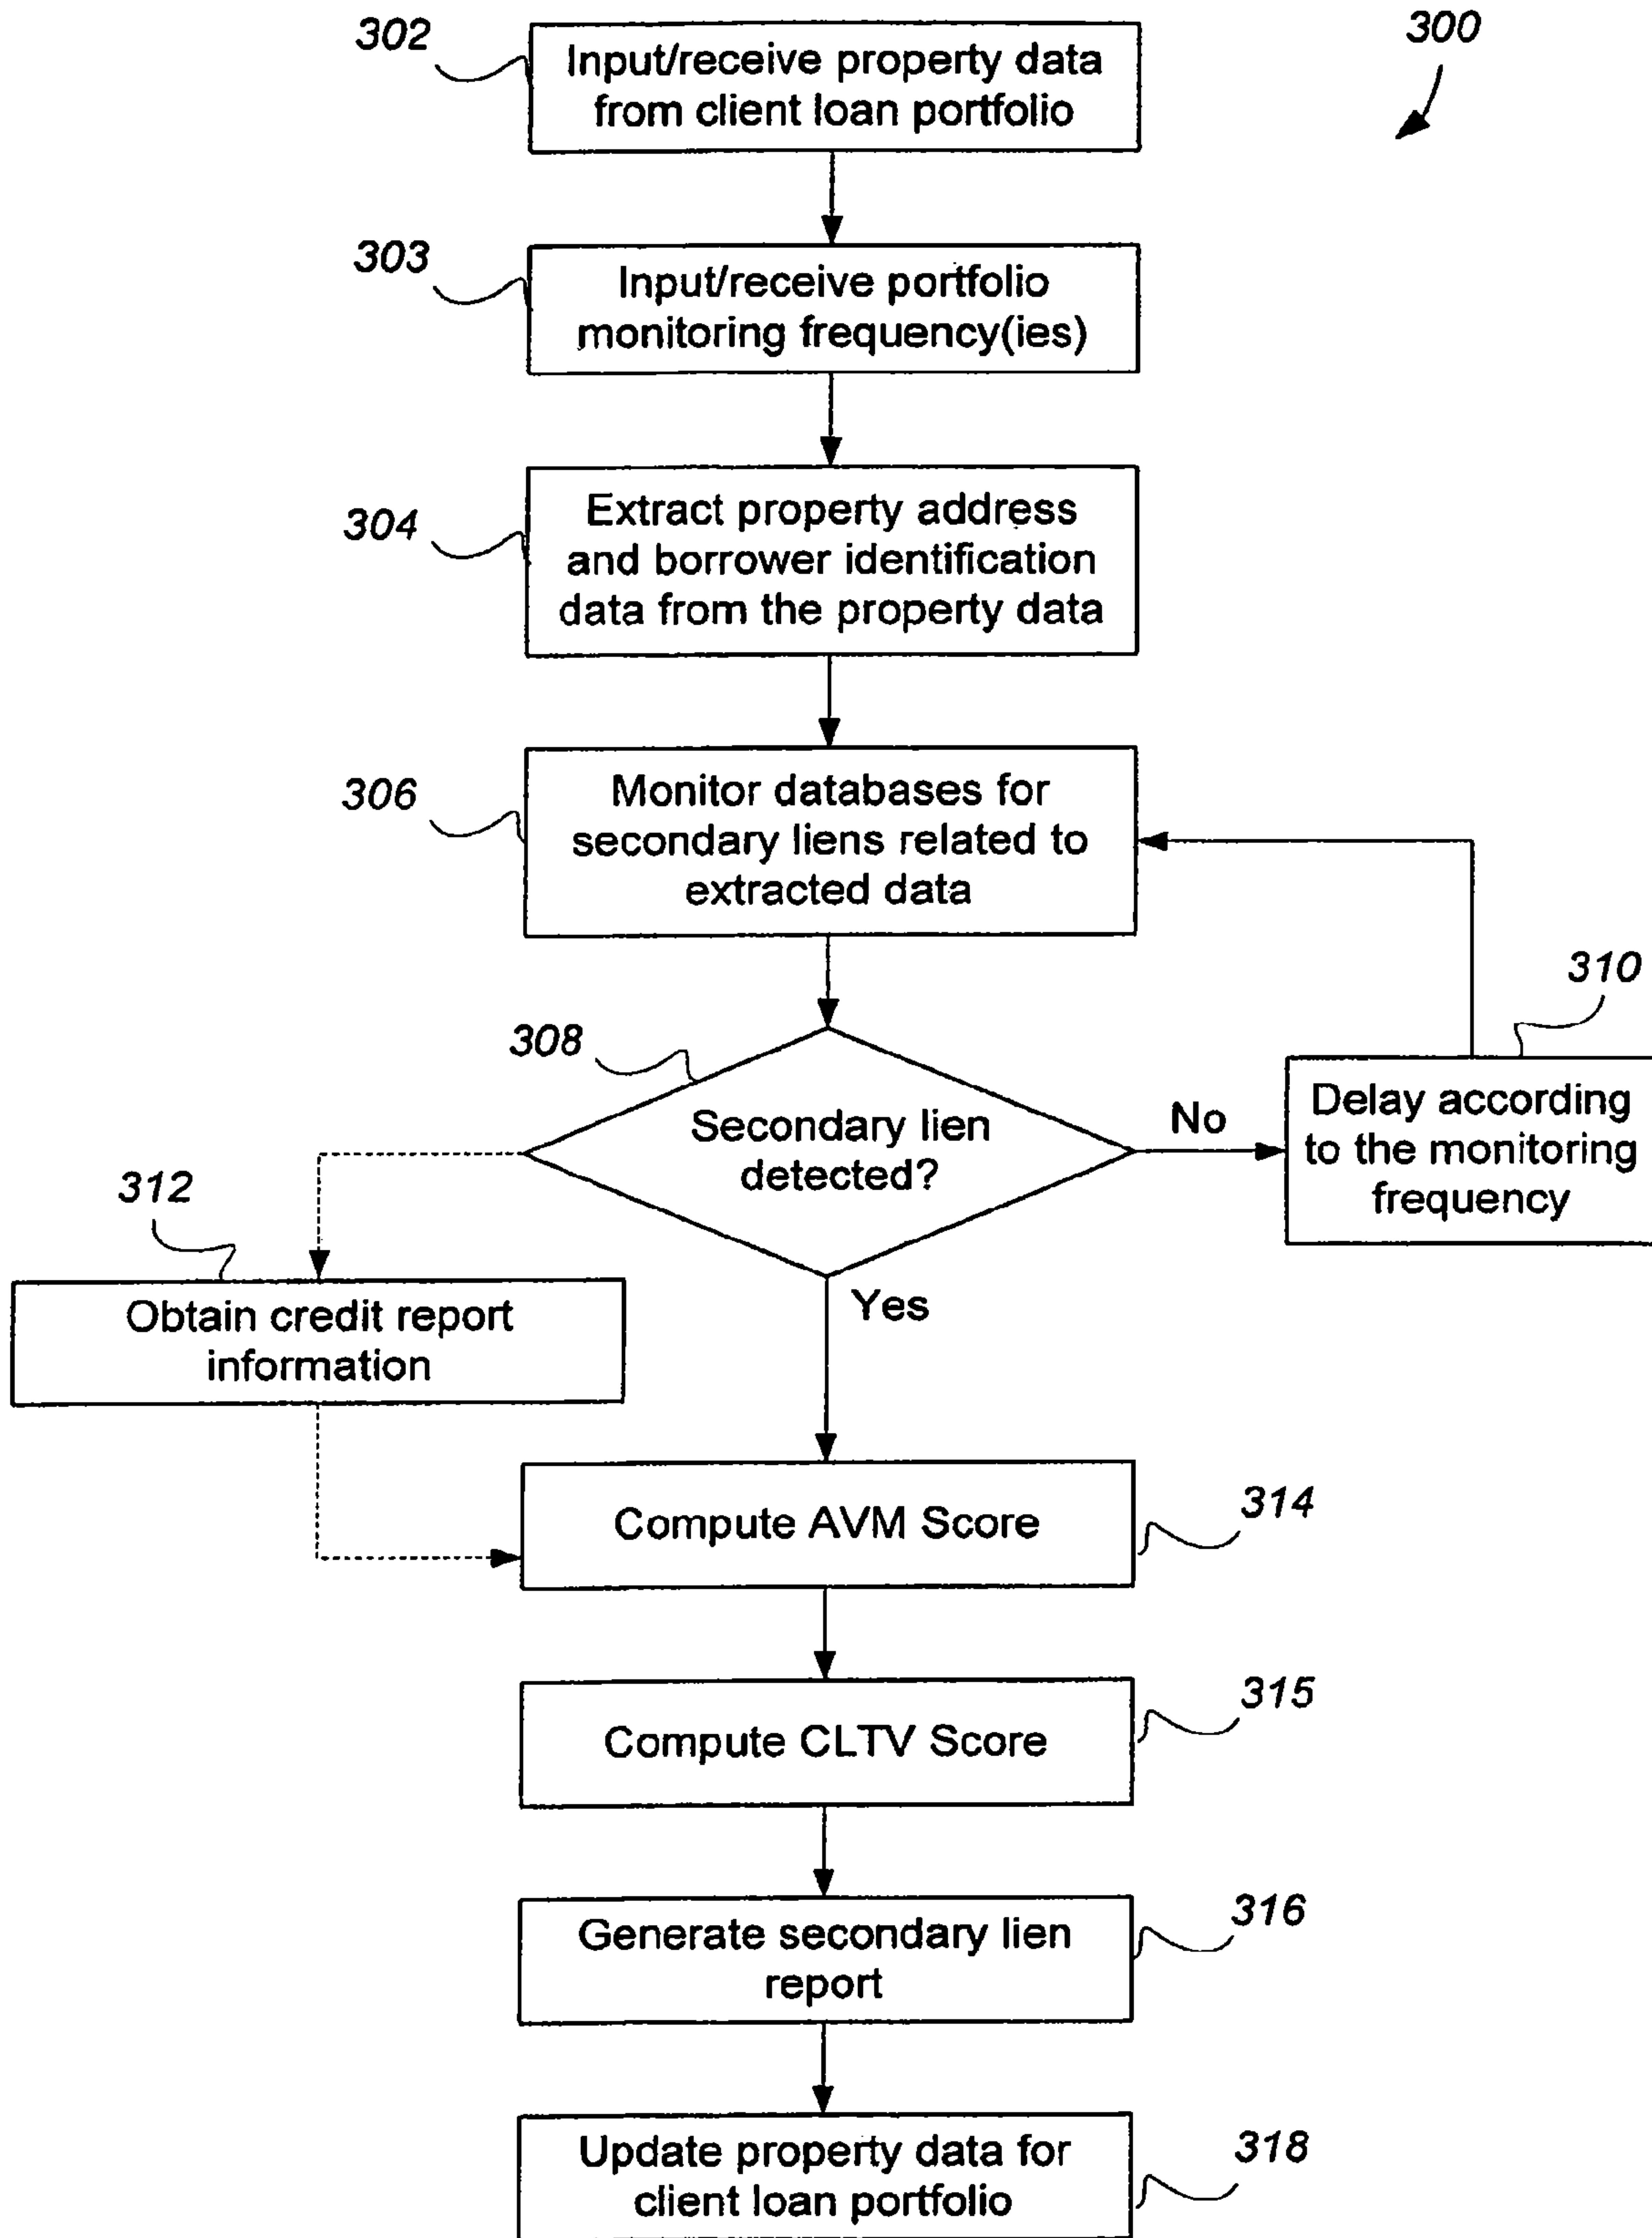 302
300
Input/receive property data
from client loan portfolio
303
Input/receive portfolio
monitoring frequency(ies)
304
Extract property address
and borrower identification
data from the property data
306
Monitor databases for
secondary liens related to
extracted data
310
308
Secondary lien
detected?
No
Delay according
to the monitoring
frequency
312
Yes
Obtain credit report
information
Compute AVM Score
314
Compute CLTV Score
315
Generate secondary lien
report
316
Update property data for
client loan portfolio
318